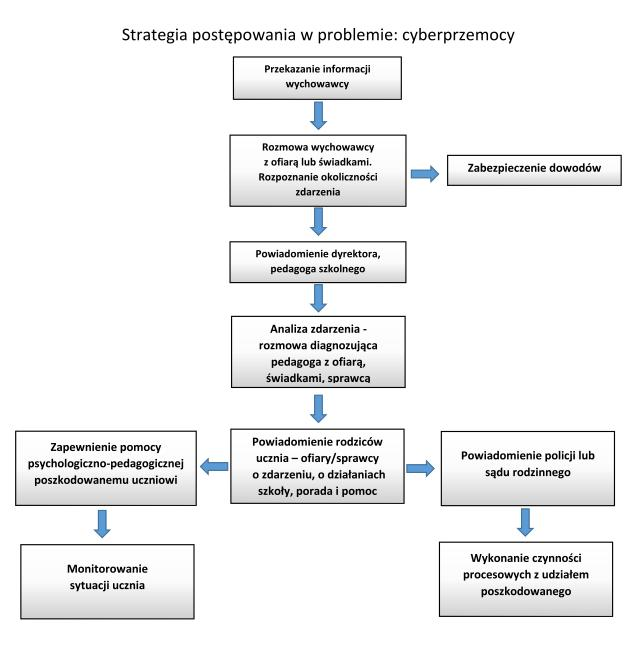 Strategia postępowania w problemie: cyberprzemocy
Przekazanie informacji
wychowawcy
Rozmowa wychowawcy
z ofiarą lub świadkami.
Rozpoznanie okoliczności
zdarzenia
Zabezpieczenie dowodów
Powiadomienie dyrektora,
pedagoga szkolnego
Analiza zdarzenia -
rozmowa diagnozująca
pedagoga z ofiarą,
świadkami, sprawcą
Zapewnienie pomocy
psychologiczno-pedagogicznej
poszkodowanemu uczniowi
Powiadomienie rodziców
ucznia – ofiary/sprawcy
o zdarzeniu, o działaniach
szkoły, porada i pomoc
Powiadomienie policji lub
sądu rodzinnego
Monitorowanie
sytuacji ucznia
Wykonanie czynności
procesowych z udziałem
poszkodowanego